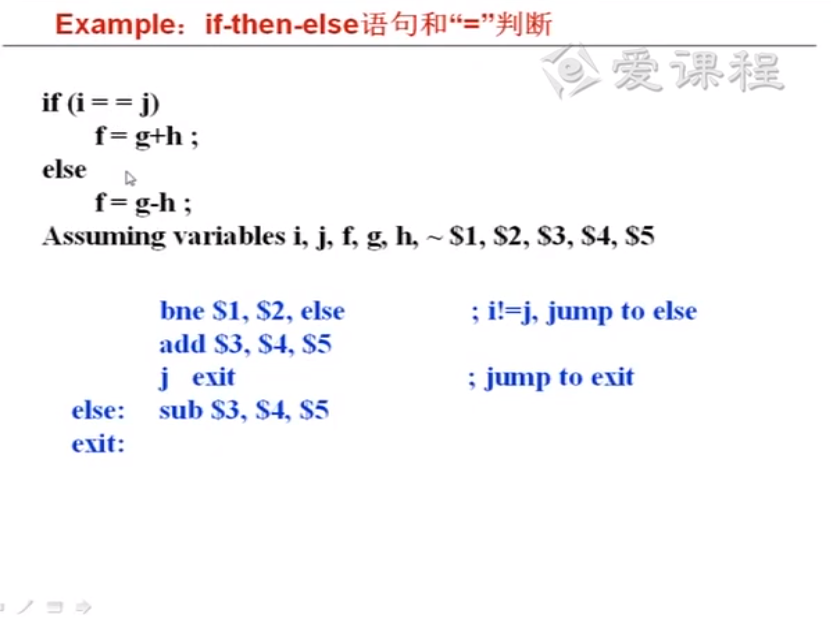 Example：if-then-else语句和“=”判断
爱课程
if (i = = j)
f = g+h ;
else
f = g-h ;
Assuming variables i, j, f, g, h, ~ $1, $2, $3, $4, $5
bne $1, $2, else ; i!=j, jump to else
add $3, $4, $5
j exit ; jump to exit
else: sub $3, $4, $5
exit: